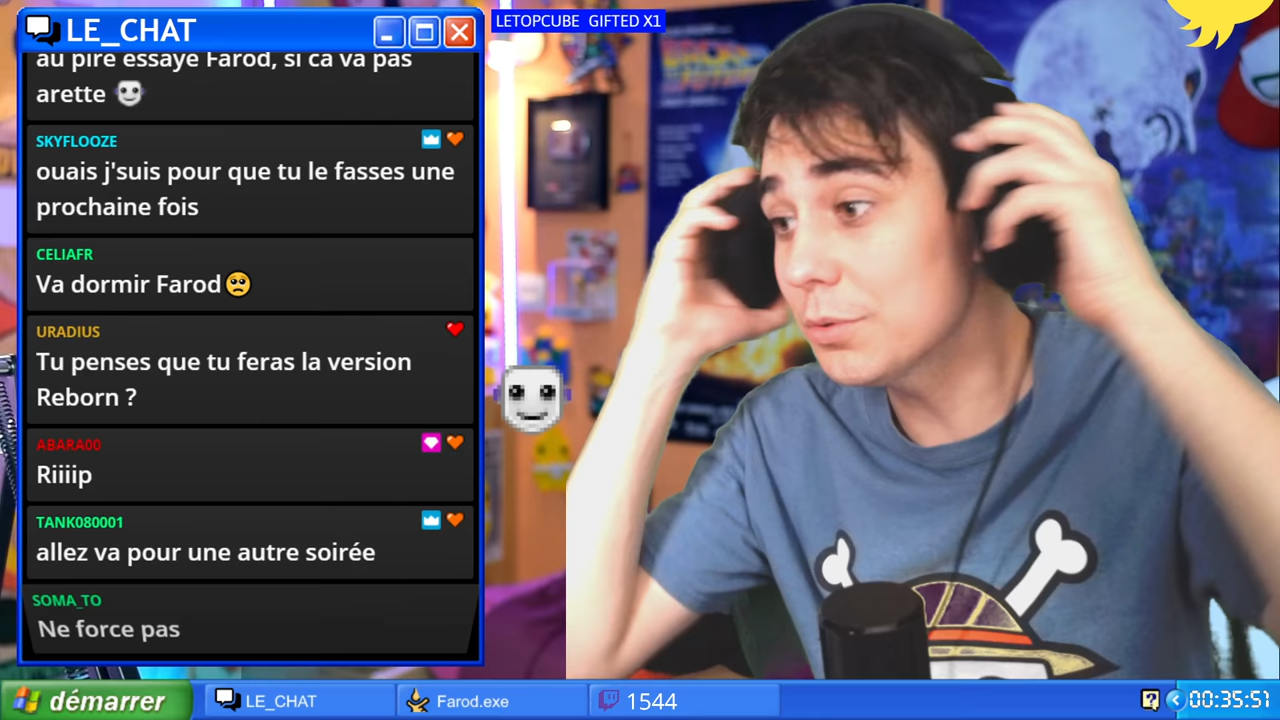 LE_CHAT
LETOPCUBE GIFTED X1
au pire essaye Farod, si ca va pas
arette
SKYFLOOZE
ouais j'suis pour que tu le fasses une
prochaine fois
CELIAFR
Va dormir Farod
URADIUS
Tu penses que tu feras la version
Reborn ?
ABARA00
Riiiip
TANK080001
allez va pour une autre soirée
SOMA_TO
Ne force pas
démarrer
LE_CHAT
Farod.exe
1544
00:35:51